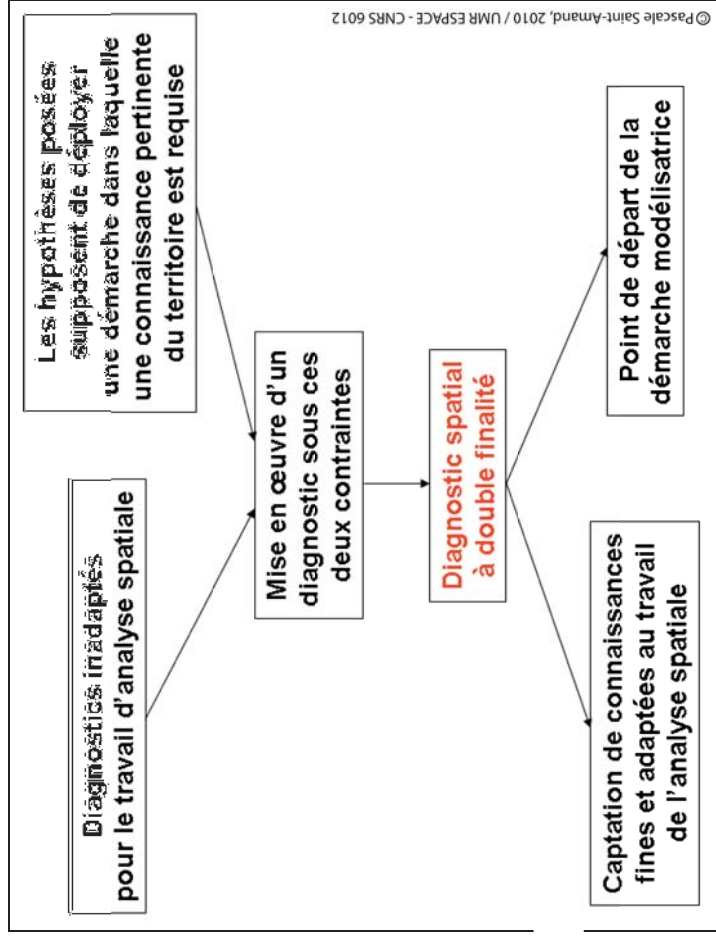 Diagnostics inadaptés
pour le travail d'analyse spatiale
Les hypothèses posées
supposent de déployer
une démarche dans laquelle
une connaissance pertinente
du territoire est requise
Mise en œuvre d'un
diagnostic sous ces
deux contraintes
Diagnostic spatial
à double finalité
Captation de connaissances
fines et adaptées au travail
de l'analyse spatiale
Point de départ de la
démarche modélisatrice
© Pascale Saint-Amand, 2010 / UMR ESPACE - CNRS 6012